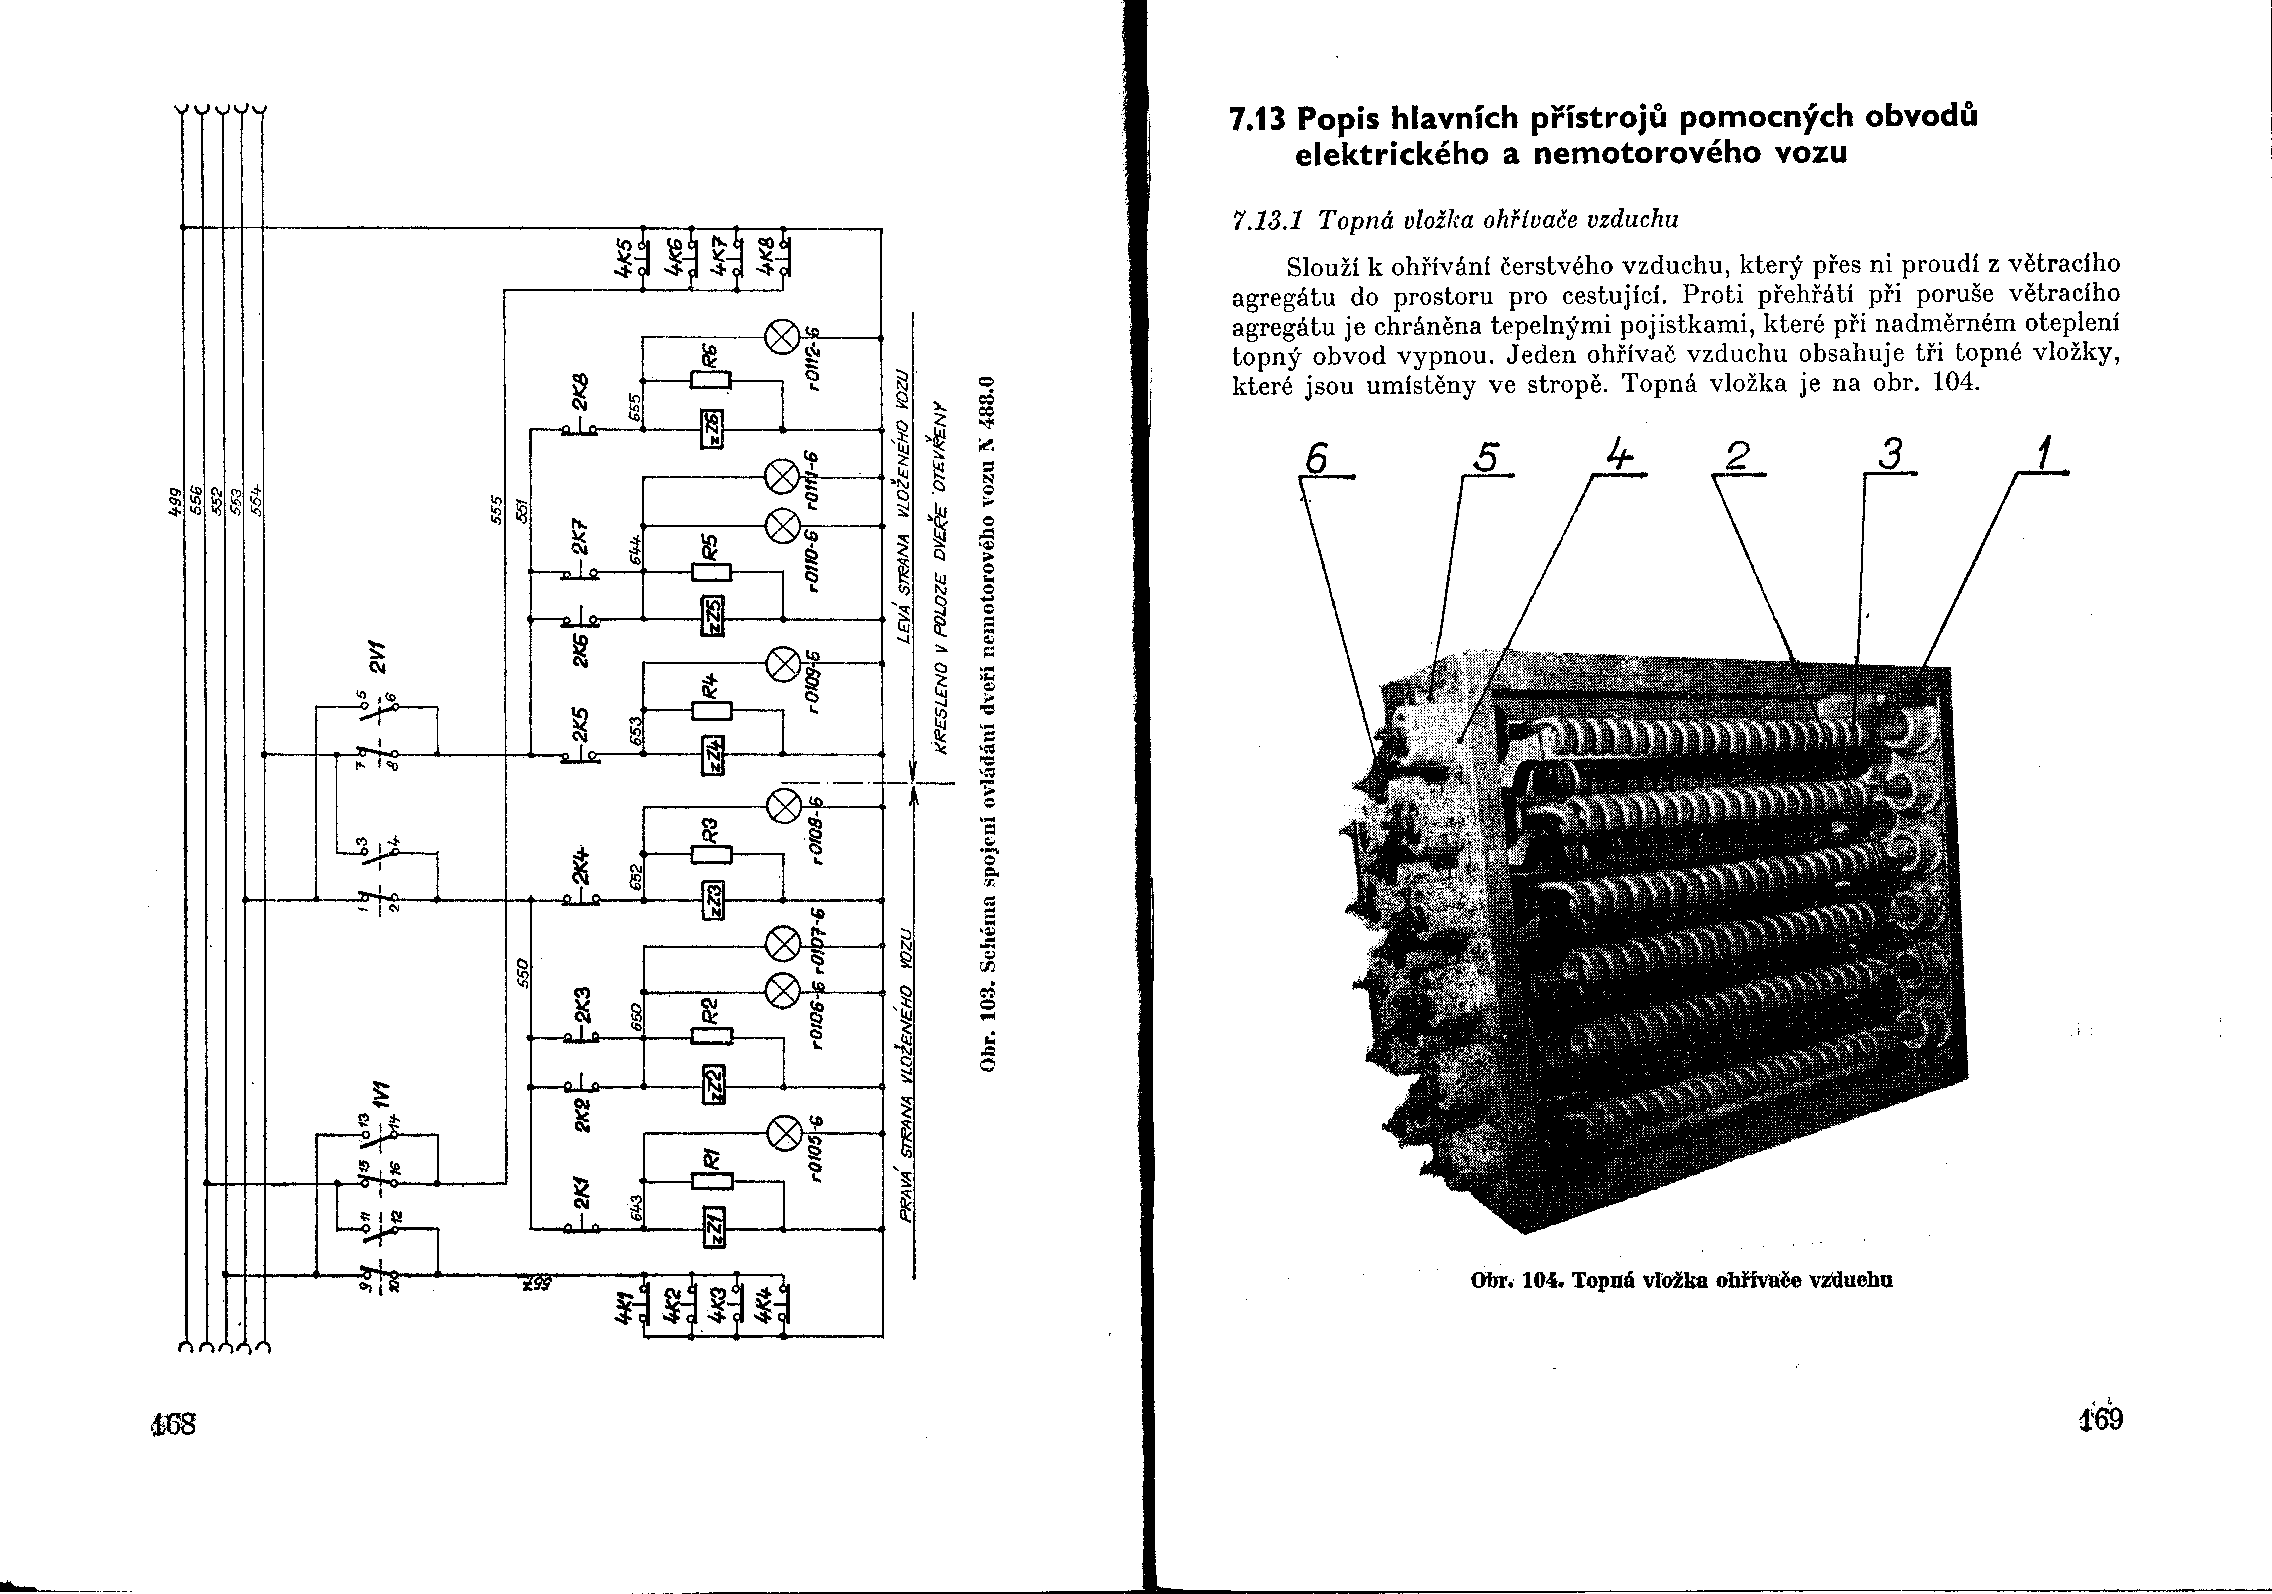 499
556
552
553
554
555
551
2V1
5
6
7
8
3
4
1
2
1V1
13
14
15
16
11
12
9
10
557
550
4K5
4K6
4K7
4K8
2K8
655
R6
zZ6
r0112-6
2K7
2K6
644
R5
zZ5
r0111-6
r0110-6
2K5
653
R4
zZ4
r0109-6
2K4
652
R3
zZ3
r0108-6
2K3
2K2
650
R2
zZ2
r0107-6
r0106-6
2K1
643
R1
zZ1
r0105-6
4K1
4K2
4K3
4K4
PRAVÁ STRANA VLOŽENÉHO VOZU
LEVÁ STRANA VLOŽENÉHO VOZU
KRESLENO V POLOZE DVEŘE OTEVŘENY
Obr. 103. Schéma spojení ovládání dveří nemotorového vozu N 488.0
168
7.13 Popis hlavních přístrojů pomocných obvodů
elektrického a nemotorového vozu
7.13.1 Topná vložka ohřívače vzduchu
Slouží k ohřívání čerstvého vzduchu, který přes ni proudí z větracího
agregátu do prostoru pro cestující. Proti přehřátí při poruše větracího
agregátu je chráněna tepelnými pojistkami, které při nadměrném oteplení
topný obvod vypnou. Jeden ohřívač vzduchu obsahuje tři topné vložky,
které jsou umístěny ve stropě. Topná vložka je na obr. 104.
6 5 4 2 3 1
Obr. 104. Topná vložka ohřívače vzduchu
169